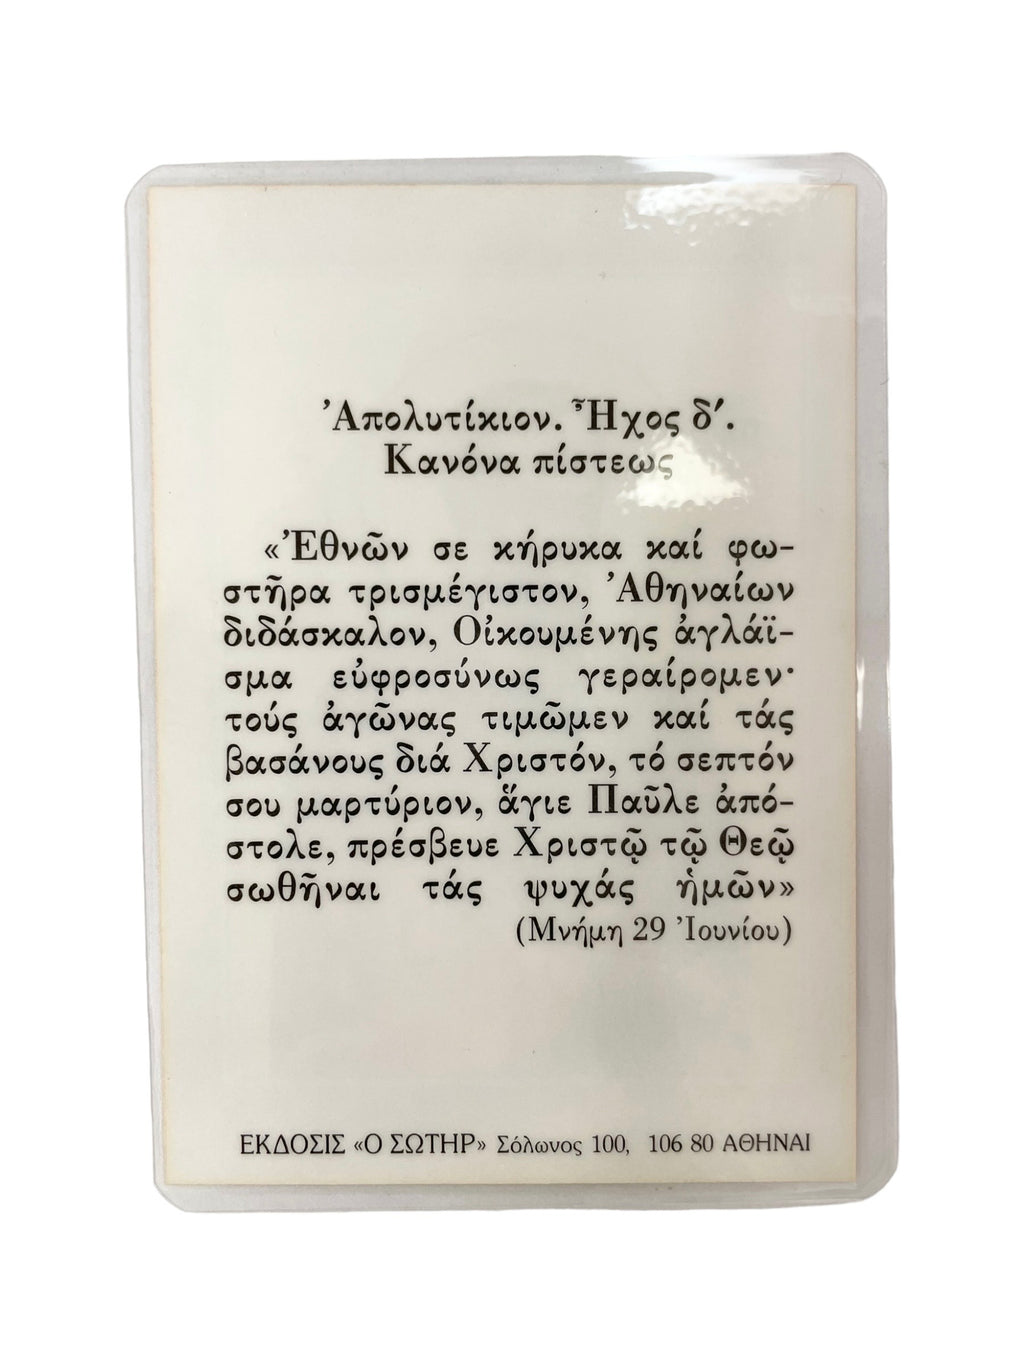 Ἀπολυτίκιον. Ἦχος δ′.
Κανόνα πίστεως
«Ἐθνῶν σε κήρυκα καί φω-
στῆρα τρισμέγιστον, Ἀθηναίων
διδάσκαλον, Οἰκουμένης ἀγλάϊ-
σμα εὐφροσύνως γεραίρομεν·
τούς ἀγῶνας τιμῶμεν καί τάς
βασάνους διά Χριστόν, τό σεπτόν
σου μαρτύριον, ἅγιε Παῦλε ἀπό-
στολε, πρέσβευε Χριστῷ τῷ Θεῷ
σωθῆναι τάς ψυχάς ἡμῶν»
(Μνήμη 29 Ἰουνίου)
ΕΚΔΟΣΙΣ «Ο ΣΩΤΗΡ» Σόλωνος 100, 106 80 ΑΘΗΝΑΙ